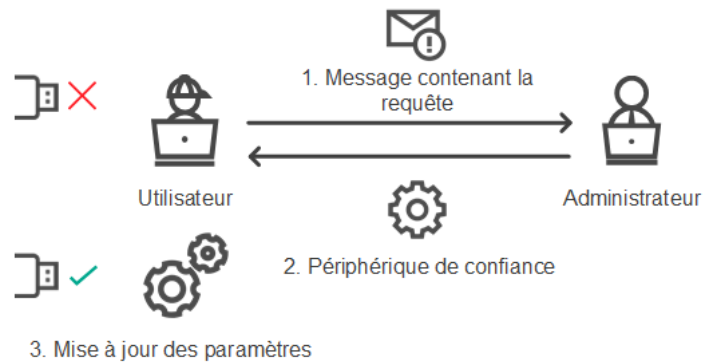 1. Message contenant la
requête
Utilisateur
Administrateur
2. Périphérique de confiance
3. Mise à jour des paramètres